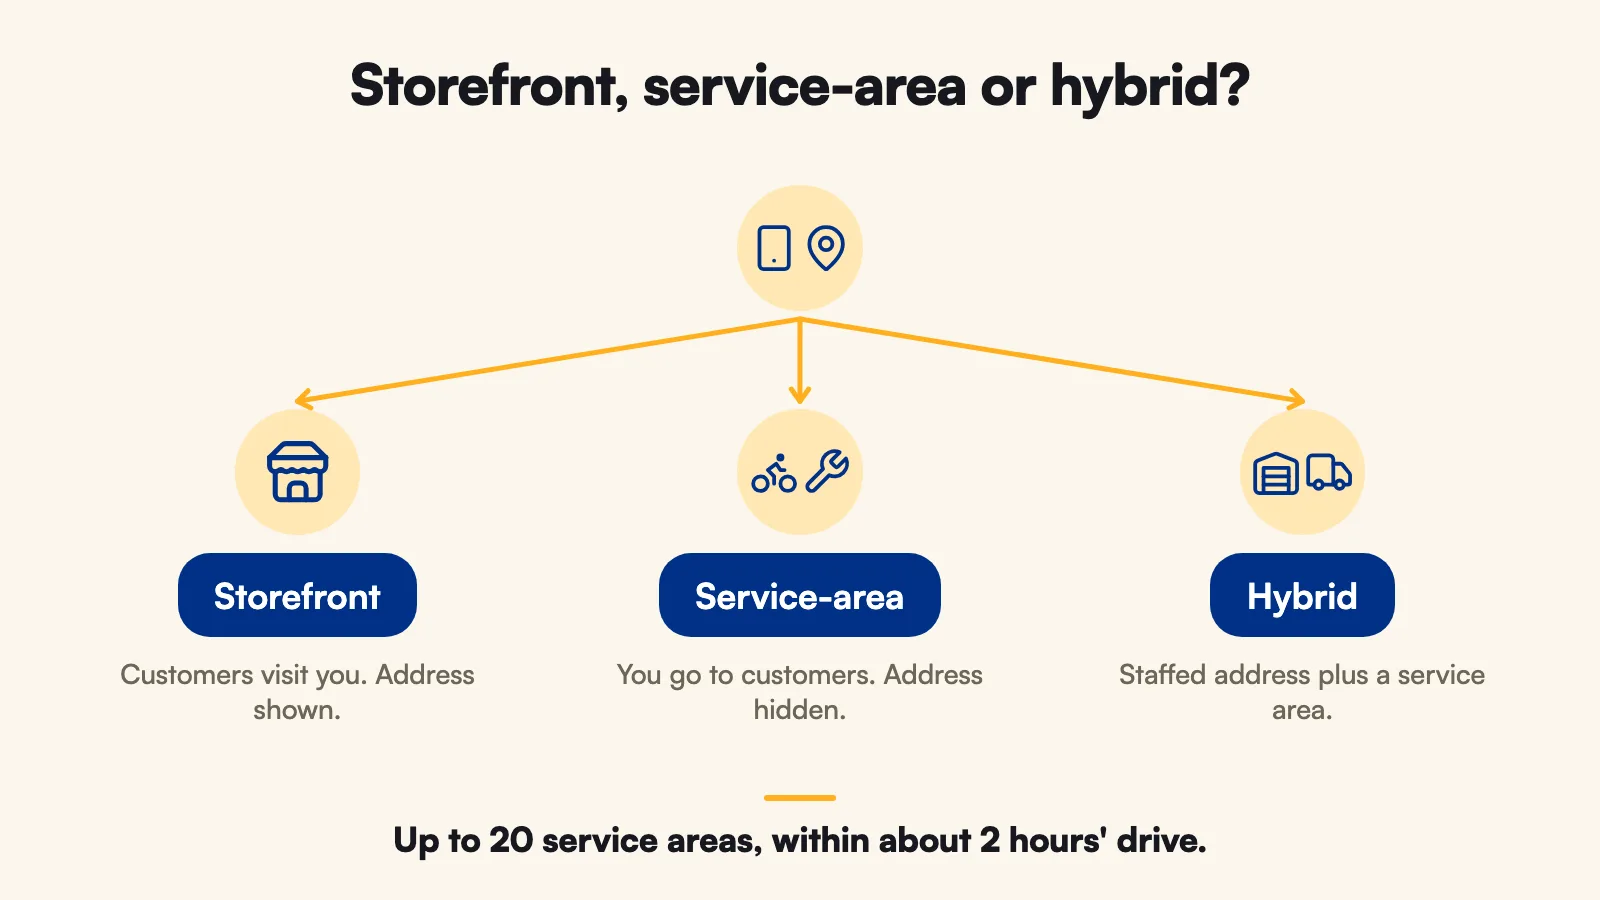 Storefront, service-area or hybrid?
Storefront
Customers visit you. Address
shown.
Service-area
You go to customers. Address
hidden.
Hybrid
Staffed address plus a service
area.
Up to 20 service areas, within about 2 hours' drive.